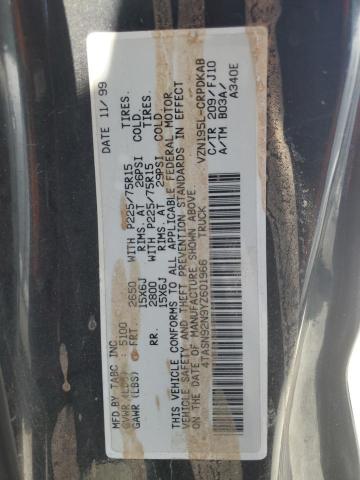 MFD BY TABC INC DATE 11/99
GVWR (LBS) : 5100
GAWR (LBS) FRT. 2650 WITH P225/75R15 TIRES.
15X6J RIMS. AT 26PSI COLD.
RR. 2800 WITH P225/75R15 TIRES.
15X6J RIMS. AT 29PSI COLD.
THIS VEHICLE CONFORMS TO ALL APPLICABLE FEDERAL MOTOR
VEHICLE SAFETY AND THEFT PREVENTION STANDARDS IN EFFECT
ON THE DATE OF MANUFACTURE SHOWN ABOVE.
4TASN92N9YZ601966 TRUCK
VZN195L-CRPDKAB
C/TR 209/FJ10
A/TM B03A/
A340E